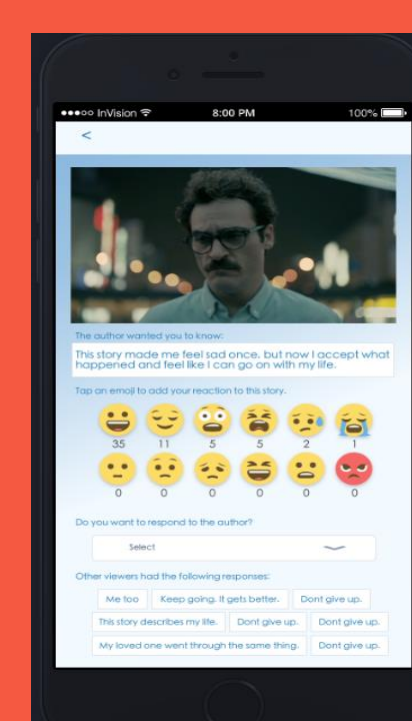 InVision 8:00 PM 100%
<
The author wanted you to know:
This story made me feel sad once, but now I accept what
happened and feel like I can go on with my life.
Tap an emoji to add your reaction to this story.
35 11 5 5 2 1
0 0 0 0 0 0
Do you want to respond to the author?
Select
Other viewers had the following responses:
Me too Keep going. It gets better. Dont give up.
This story describes my life. Dont give up. Dont give up.
My loved one went through the same thing. Dont give up.